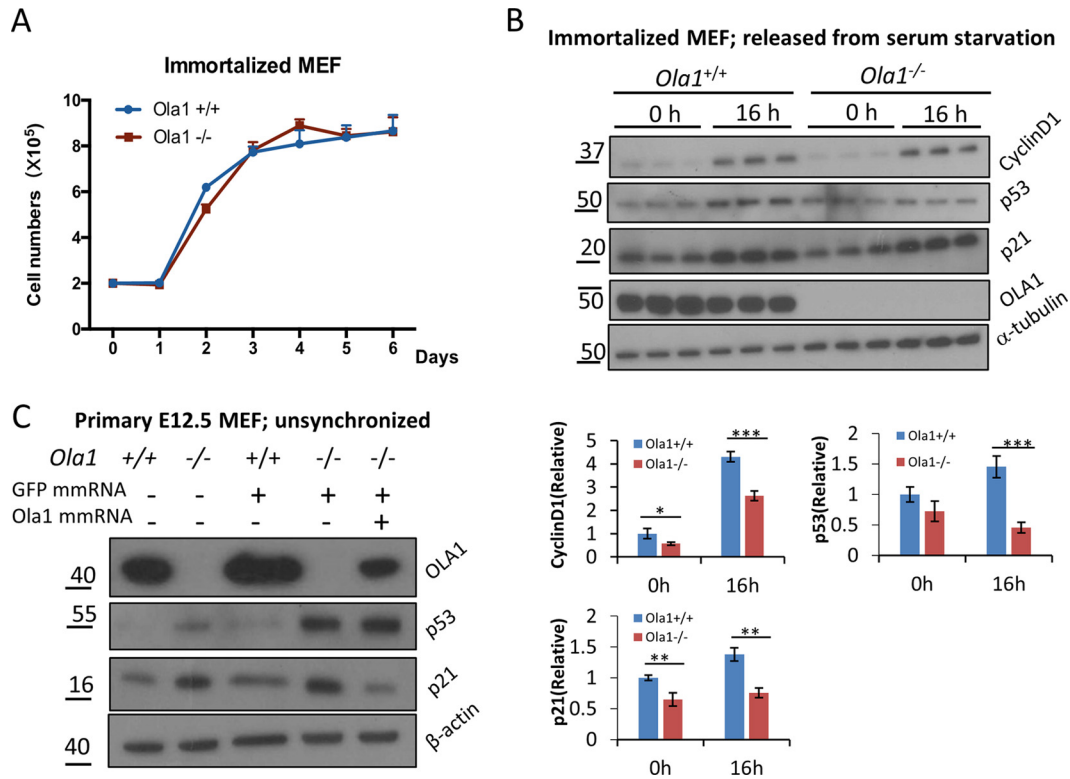 A
Immortalized MEF
Ola1 +/+
Ola1 -/-
Cell numbers (X10⁵)
10
8
6
4
2
0
0 1 2 3 4 5 6 Days
B
Immortalized MEF; released from serum starvation
Ola1+/+ Ola1-/-
0 h 16 h 0 h 16 h
37 CyclinD1
50 p53
20 p21
50 OLA1
50 α-tubulin
C
Primary E12.5 MEF; unsynchronized
Ola1 +/+ -/- +/+ -/- -/-
GFP mmRNA - - + + +
Ola1 mmRNA - - - - +
40 OLA1
55 p53
16 p21
40 β-actin
CyclinD1(Relative)
5
4
3
2
1
0
Ola1+/+
Ola1-/-
*
***
0h 16h
p53(Relative)
2
1.5
1
0.5
0
Ola1+/+
Ola1-/-
***
0h 16h
p21(Relative)
2
1.5
1
0.5
0
Ola1+/+
Ola1-/-
**
**
0h 16h